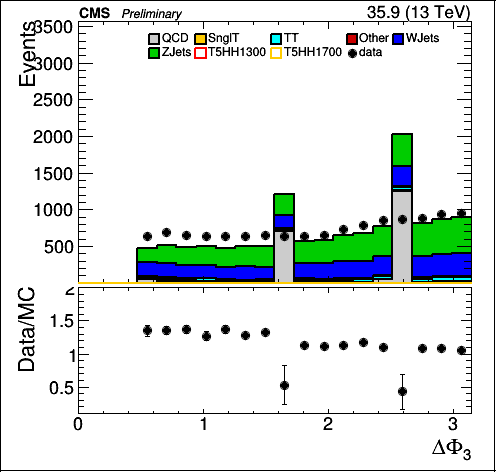 CMS Preliminary 35.9 (13 TeV)
Events
3500
3000
2500
2000
1500
1000
500
QCD SnglT TT Other WJets
ZJets T5HH1300 T5HH1700 data
Data/MC
2
1.5
1
0.5
0 1 2 3
ΔΦ3